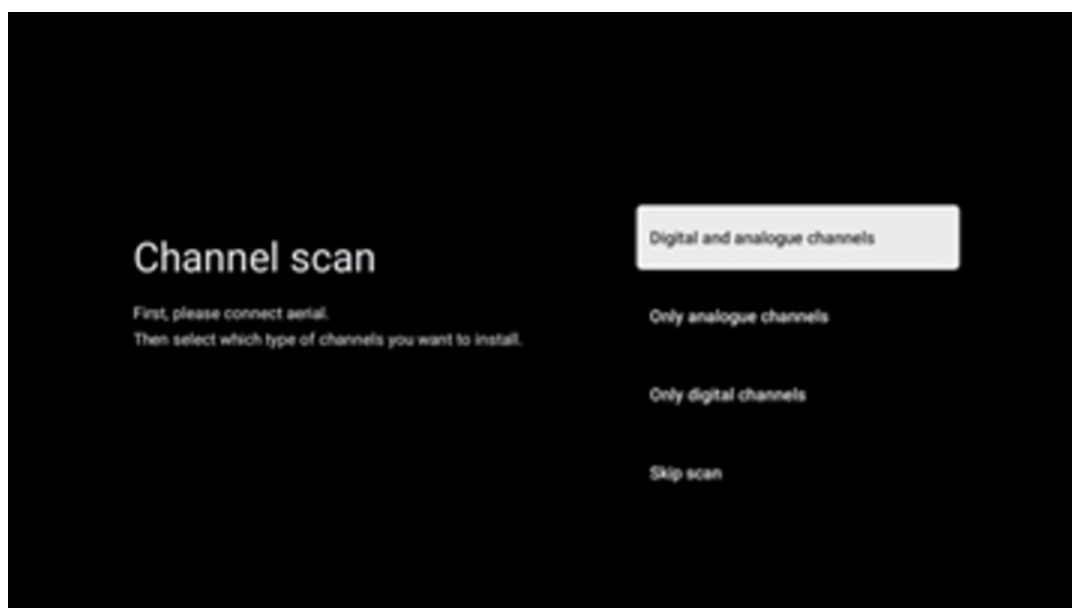 Channel scan
First, please connect aerial.
Then select which type of channels you want to install.
Digital and analogue channels
Only analogue channels
Only digital channels
Skip scan